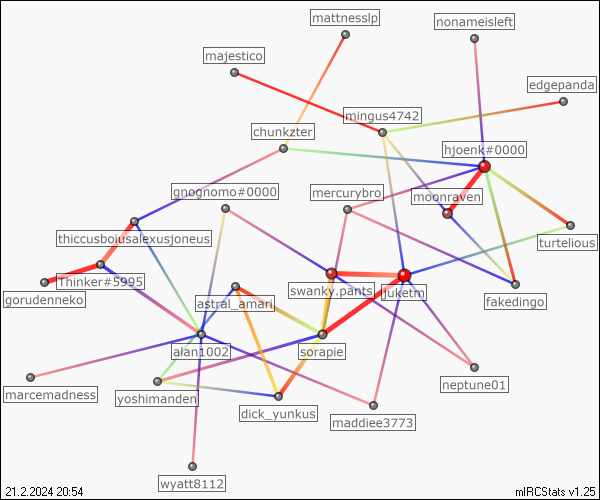 mattnesslp
nonameisleft
majestico
edgepanda
mingus4742
chunkzter
hjoenk#0000
gnognomo#0000
mercurybro
moonraven
thiccusboiusalexusjoneus
turtelious
Thinker#5995
swanky.pants
juketm
gorudenneko
astral_amari
fakedingo
alan1002
sorapie
neptune01
marcemadness
yoshimanden
dick_yunkus
maddiee3773
wyatt8112
21.2.2024 20:54
mIRCStats v1.25